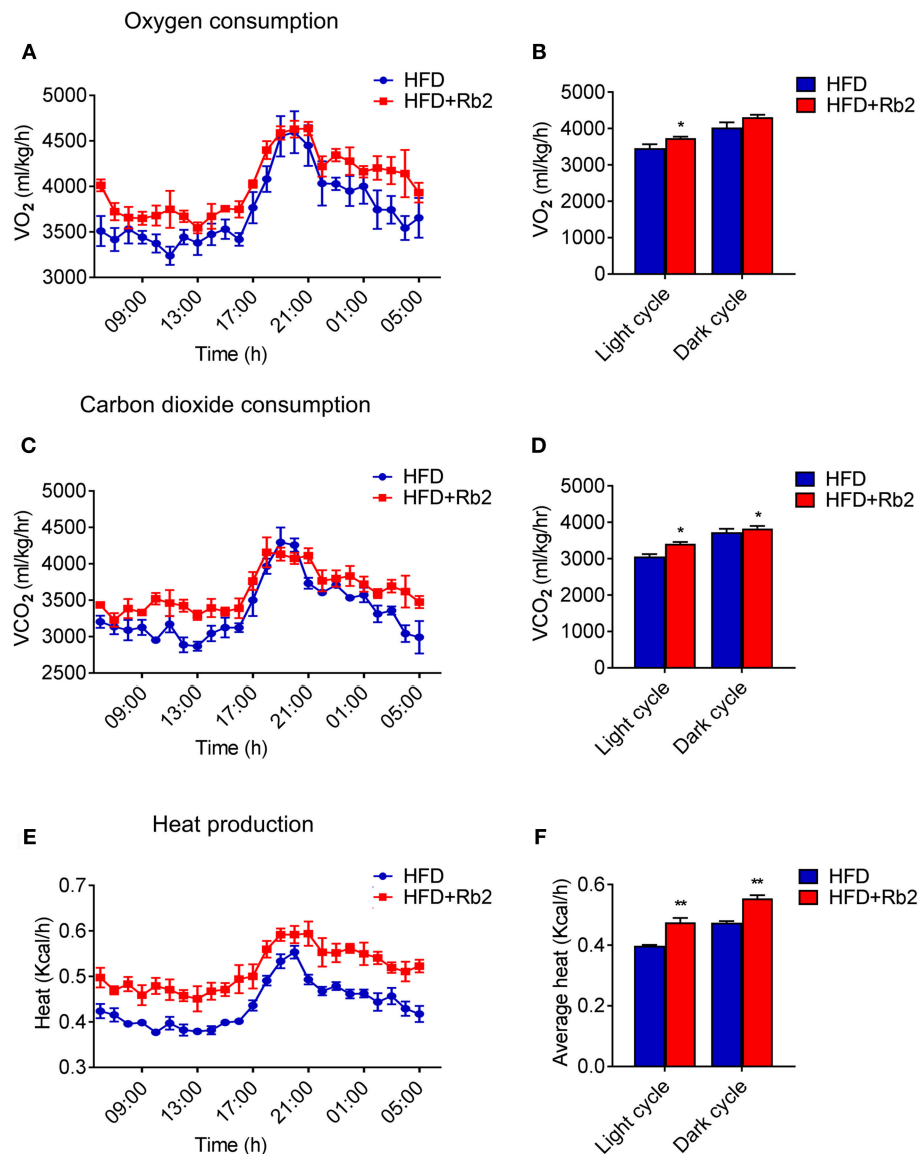 Oxygen consumption
A
HFD
HFD+Rb2
5000
4500
4000
3500
3000
VO2 (ml/kg/h)
09:00 13:00 17:00 21:00 01:00 05:00
Time (h)
B
HFD
HFD+Rb2
5000
4000
3000
2000
1000
0
VO2 (ml/kg/h)
*
Light cycle Dark cycle
Carbon dioxide consumption
C
HFD
HFD+Rb2
5000
4500
4000
3500
3000
2500
VCO2 (ml/kg/hr)
09:00 13:00 17:00 21:00 01:00 05:00
Time (h)
D
HFD
HFD+Rb2
5000
4000
3000
2000
1000
0
VCO2 (ml/kg/hr)
* *
Light cycle Dark cycle
Heat production
E
HFD
HFD+Rb2
0.7
0.6
0.5
0.4
0.3
Heat (Kcal/h)
09:00 13:00 17:00 21:00 01:00 05:00
Time (h)
F
HFD
HFD+Rb2
0.6
0.4
0.2
0.0
Average heat (Kcal/h)
** **
Light cycle Dark cycle